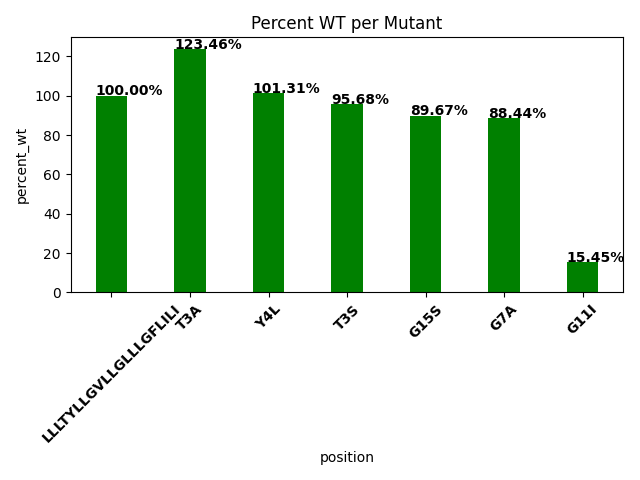 Percent WT per Mutant
percent_wt
120
100
80
60
40
20
0
100.00%
123.46%
101.31%
95.68%
89.67%
88.44%
15.45%
LLLTYLLGVLLGLLLGFLILI
T3A
Y4L
T3S
G15S
G7A
G11I
position